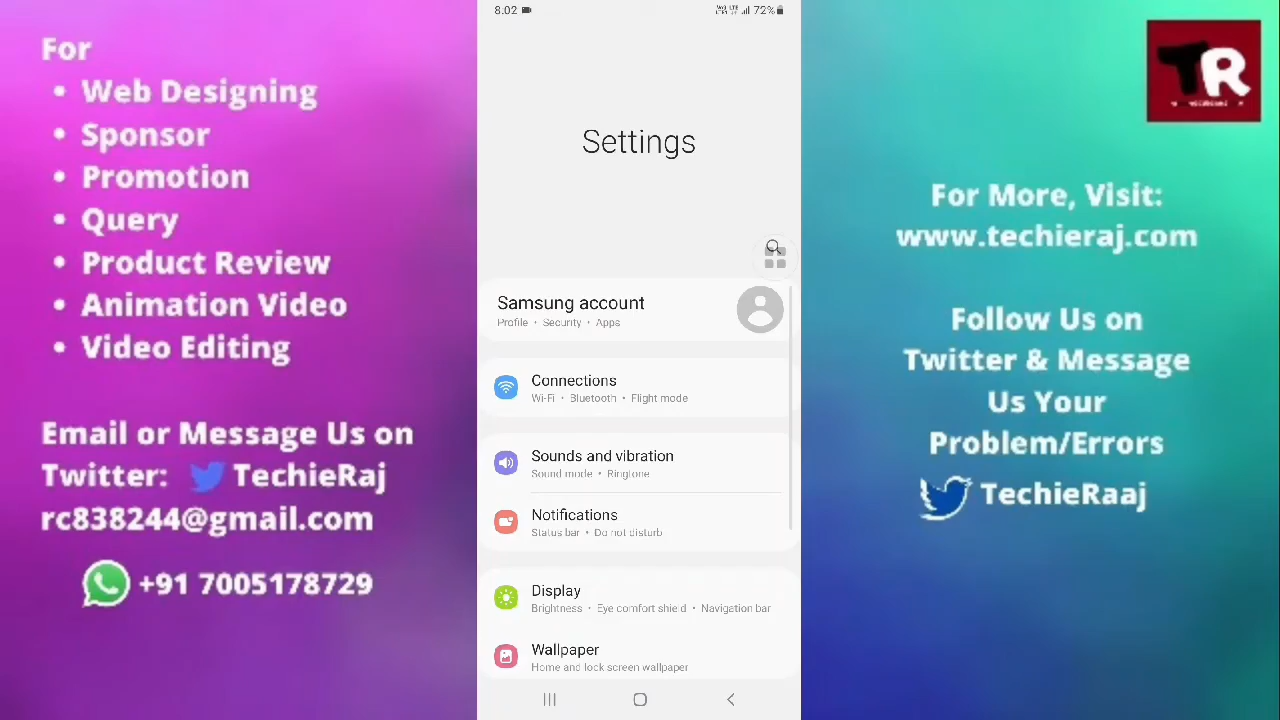 For
• Web Designing
• Sponsor
• Promotion
• Query
• Product Review
• Animation Video
• Video Editing
Email or Message Us on
Twitter: TechieRaj
rc838244@gmail.com
+91 7005178729
8:02
72%
Settings
Samsung account
Profile • Security • Apps
Connections
Wi-Fi • Bluetooth • Flight mode
Sounds and vibration
Sound mode • Ringtone
Notifications
Status bar • Do not disturb
Display
Brightness • Eye comfort shield • Navigation bar
Wallpaper
Home and lock screen wallpaper
TR
For More, Visit:
www.techieraj.com
Follow Us on
Twitter & Message
Us Your
Problem/Errors
TechieRaaj